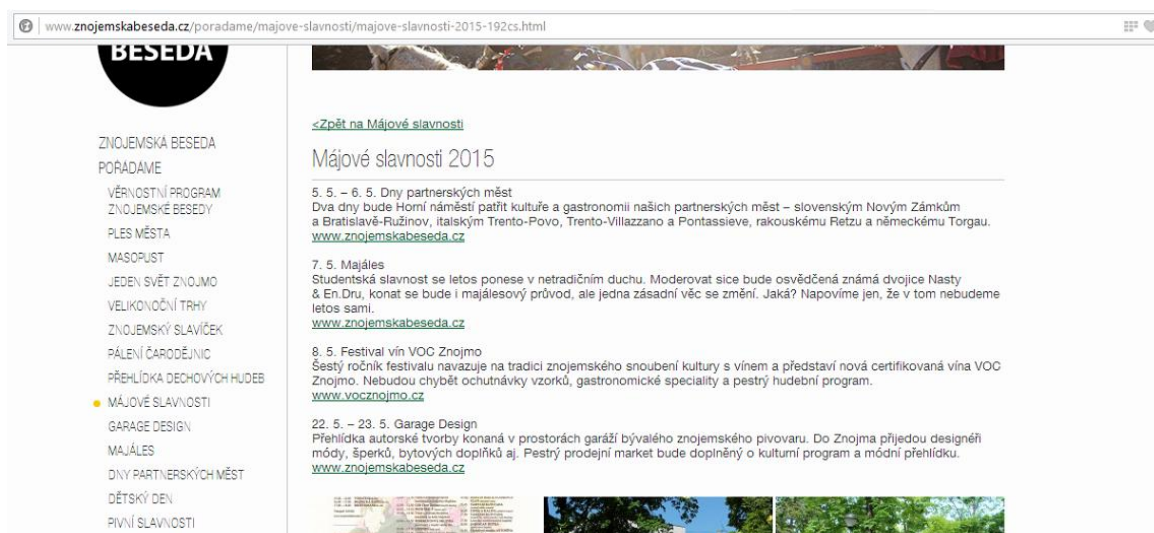 www.znojemskabeseda.cz/poradame/majove-slavnosti/majove-slavnosti-2015-192cs.html
BESEDA
ZNOJEMSKÁ BESEDA
POŘÁDÁME
VĚRNOSTNÍ PROGRAM
ZNOJEMSKÉ BESEDY
PLES MĚSTA
MASOPUST
JEDEN SVĚT ZNOJMO
VELIKONOČNÍ TRHY
ZNOJEMSKÝ SLAVÍČEK
PÁLENÍ ČARODĚJNIC
PŘEHLÍDKA DECHOVÝCH HUDEB
MÁJOVÉ SLAVNOSTI
GARAGE DESIGN
MAJÁLES
DNY PARTNERSKÝCH MĚST
DĚTSKÝ DEN
PIVNÍ SLAVNOSTI
<Zpět na Májové slavnosti
Májové slavnosti 2015
5. 5. – 6. 5. Dny partnerských měst
Dva dny bude Horní náměstí patřit kultuře a gastronomii našich partnerských měst – slovenským Novým Zámkům
a Bratislavě-Ružinov, italským Trento-Povo, Trento-Villazzano a Pontassieve, rakouskému Retzu a německému Torgau.
www.znojemskabeseda.cz
7. 5. Majáles
Studentská slavnost se letos ponese v netradičním duchu. Moderovat sice bude osvědčená známá dvojice Nasty
& En.Dru, konat se bude i majálesový průvod, ale jedna zásadní věc se změní. Jaká? Napovíme jen, že v tom nebudeme
letos sami.
www.znojemskabeseda.cz
8. 5. Festival vín VOC Znojmo
Šestý ročník festivalu navazuje na tradici znojemského snoubení kultury s vínem a představí nová certifikovaná vína VOC
Znojmo. Nebudou chybět ochutnávky vzorků, gastronomické speciality a pestrý hudební program.
www.vocznojmo.cz
22. 5. – 23. 5. Garage Design
Přehlídka autorské tvorby konaná v prostorách garáží bývalého znojemského pivovaru. Do Znojma přijedou designéři
módy, šperků, bytových doplňků aj. Pestrý prodejní market bude doplněný o kulturní program a módní přehlídku.
www.znojemskabeseda.cz